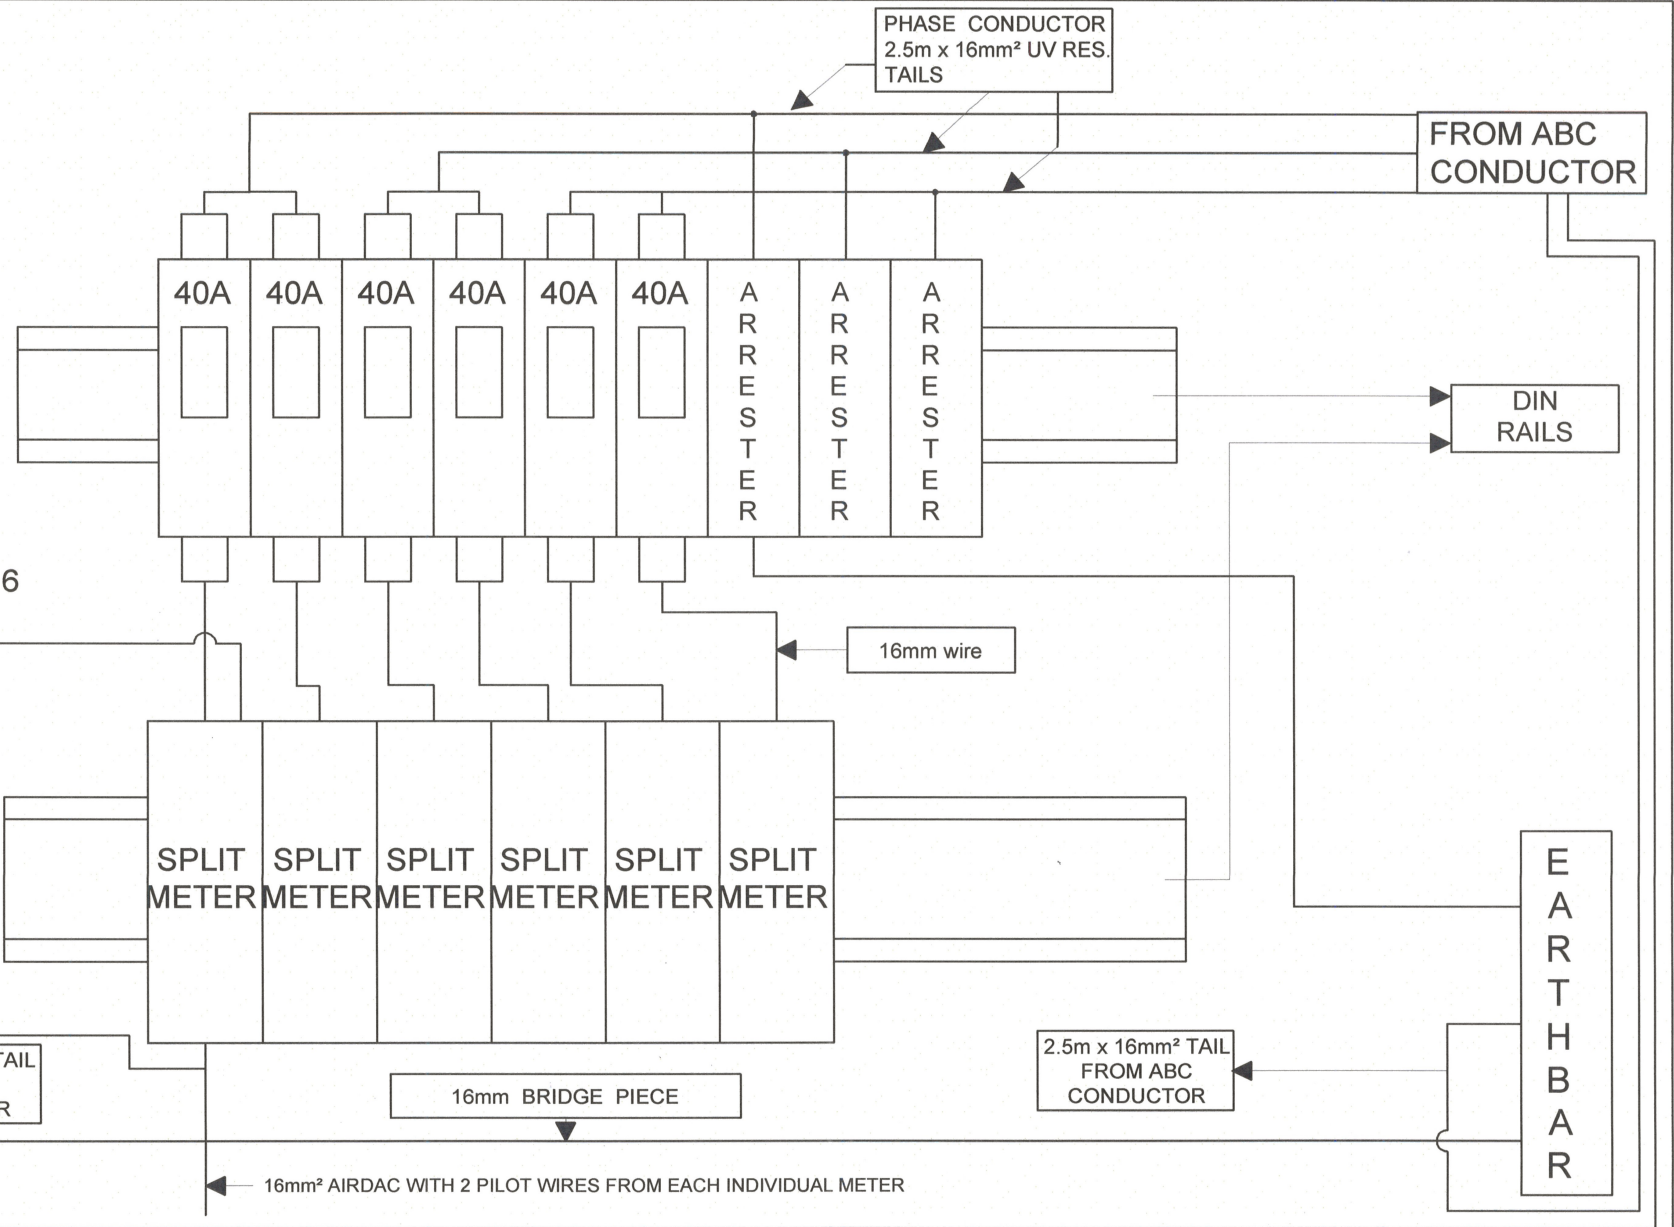 PHASE CONDUCTOR
2.5m x 16mm² UV RES.
TAILS
FROM ABC
CONDUCTOR
40A 40A 40A 40A 40A 40A
ARRESTER
ARRESTER
ARRESTER
DIN
RAILS
6
16mm wire
SPLIT METER
SPLIT METER
SPLIT METER
SPLIT METER
SPLIT METER
SPLIT METER
EARTHBAR
2.5m x 16mm² TAIL
FROM ABC
CONDUCTOR
TAIL
R
16mm BRIDGE PIECE
16mm² AIRDAC WITH 2 PILOT WIRES FROM EACH INDIVIDUAL METER